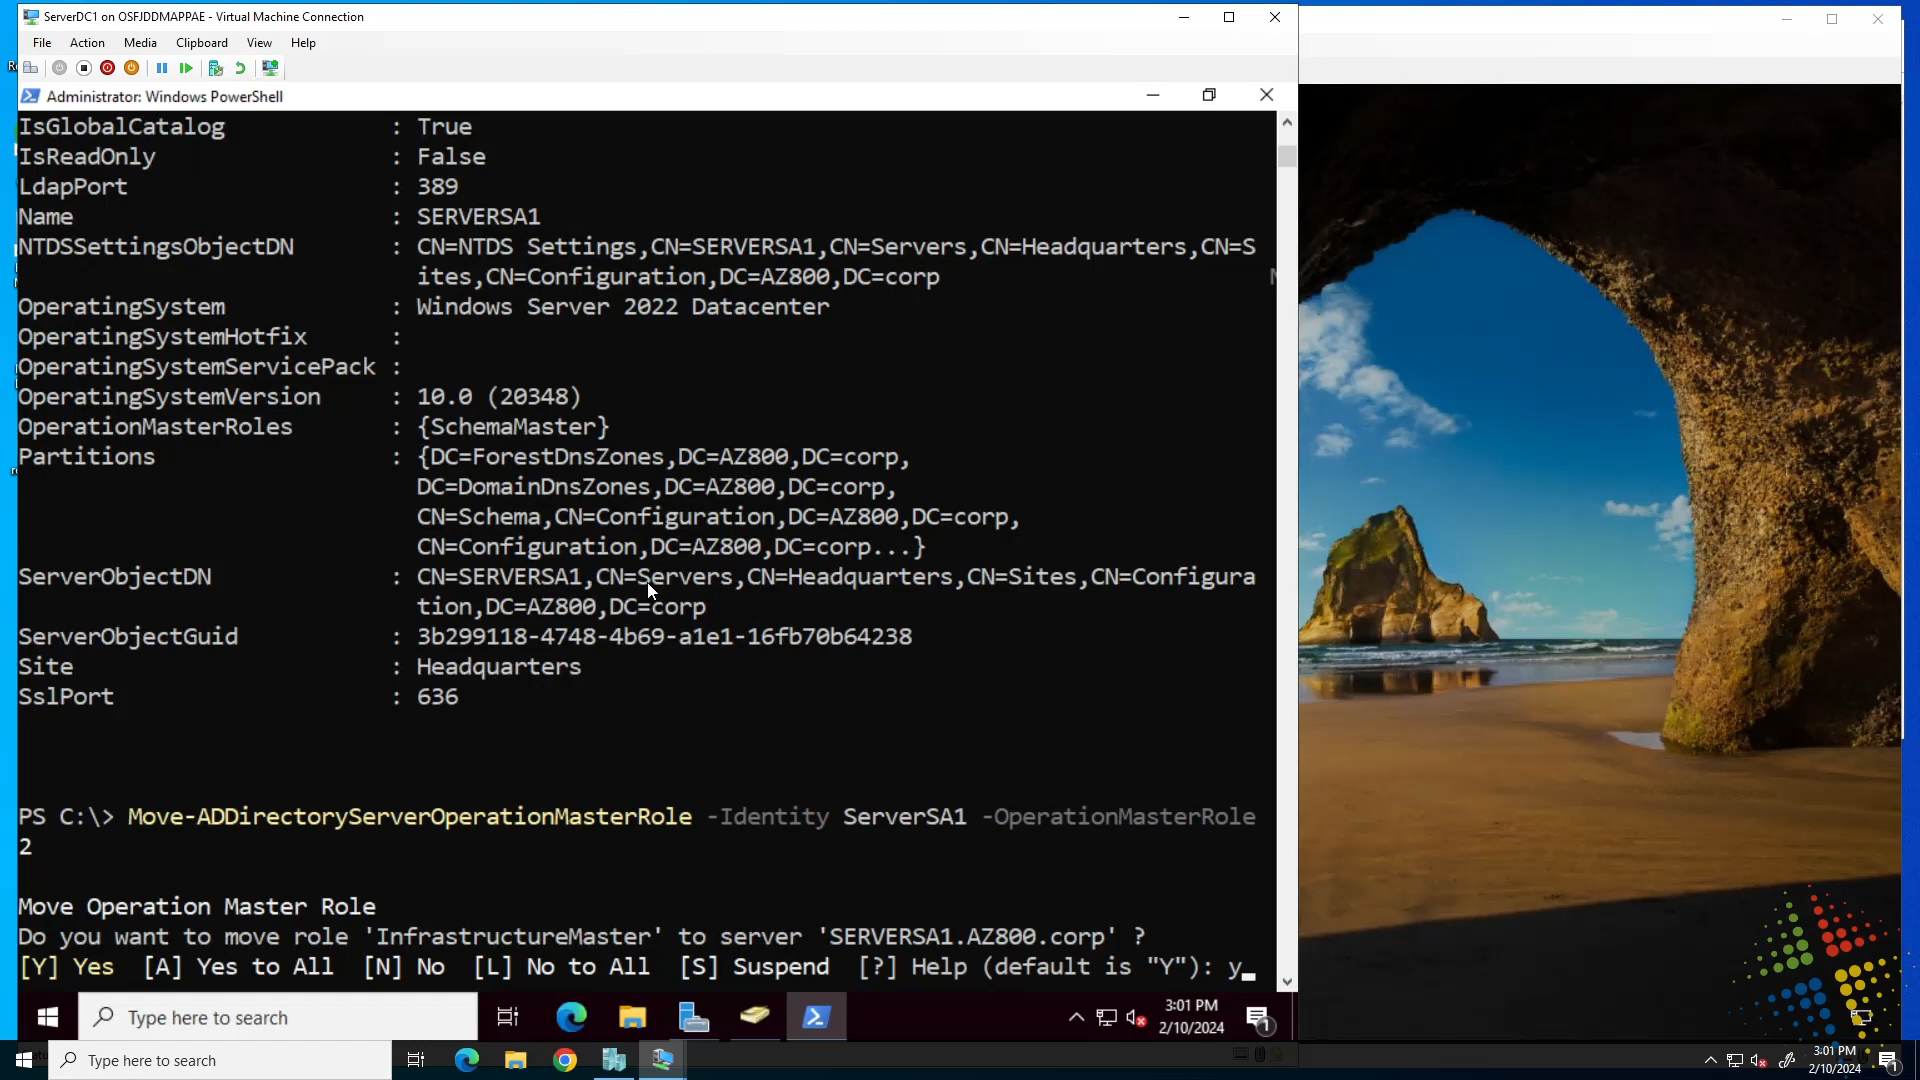 ServerDC1 on OSFJDDMAPPAE - Virtual Machine Connection
File Action Media Clipboard View Help
Administrator: Windows PowerShell
IsGlobalCatalog : True
IsReadOnly : False
LdapPort : 389
Name : SERVERSA1
NTDSSettingsObjectDN : CN=NTDS Settings,CN=SERVERSA1,CN=Servers,CN=Headquarters,CN=S
ites,CN=Configuration,DC=AZ800,DC=corp
OperatingSystem : Windows Server 2022 Datacenter
OperatingSystemHotfix :
OperatingSystemServicePack :
OperatingSystemVersion : 10.0 (20348)
OperationMasterRoles : {SchemaMaster}
Partitions : {DC=ForestDnsZones,DC=AZ800,DC=corp,
DC=DomainDnsZones,DC=AZ800,DC=corp,
CN=Schema,CN=Configuration,DC=AZ800,DC=corp,
CN=Configuration,DC=AZ800,DC=corp...}
ServerObjectDN : CN=SERVERSA1,CN=Servers,CN=Headquarters,CN=Sites,CN=Configura
tion,DC=AZ800,DC=corp
ServerObjectGuid : 3b299118-4748-4b69-a1e1-16fb70b64238
Site : Headquarters
SslPort : 636
PS C:\> Move-ADDirectoryServerOperationMasterRole -Identity ServerSA1 -OperationMasterRole
2
Move Operation Master Role
Do you want to move role 'InfrastructureMaster' to server 'SERVERSA1.AZ800.corp' ?
[Y] Yes [A] Yes to All [N] No [L] No to All [S] Suspend [?] Help (default is "Y"): y
Type here to search
3:01 PM
2/10/2024
1
Type here to search
3:01 PM
2/10/2024
1